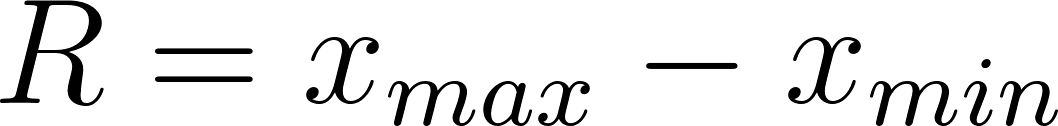 R = x_{max} − x_{min}